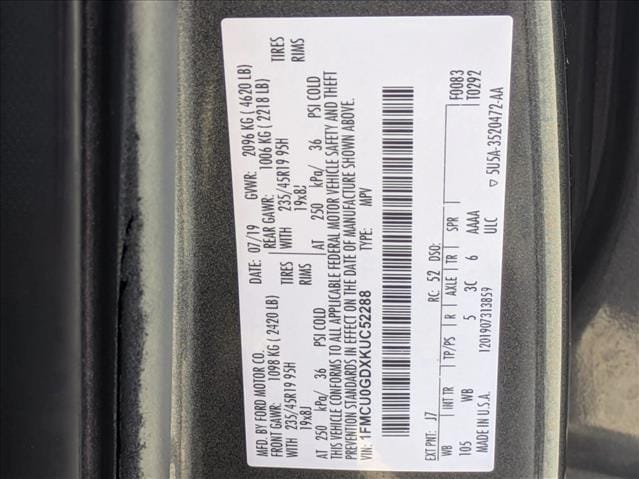 MFD. BY FORD MOTOR CO.
DATE: 07/19 GVWR: 2096 KG ( 4620 LB)
FRONT GAWR: 1098 KG ( 2420 LB) REAR GAWR: 1006 KG ( 2218 LB)
235/45R19 95H WITH 235/45R19 95H TIRES
19x8J RIMS 19x8J RIMS
AT 250 kPa/ 36 PSI COLD AT 250 kPa/ 36 PSI COLD
THIS VEHICLE CONFORMS TO ALL APPLICABLE FEDERAL MOTOR VEHICLE SAFETY AND THEFT
PREVENTION STANDARDS IN EFFECT ON THE DATE OF MANUFACTURE SHOWN ABOVE.
1FMCU0GDXKUC52288 TYPE: MPV
F0083
T0292
EXT PNT: J7 RC: 52 DSO:
WB INT TR TP/PS R AXLE TR SPR
105 WB 5 3C 6 AAAA
MADE IN U.S.A. 1201907313859 ULC ▽ 5U5A-3520472-AA